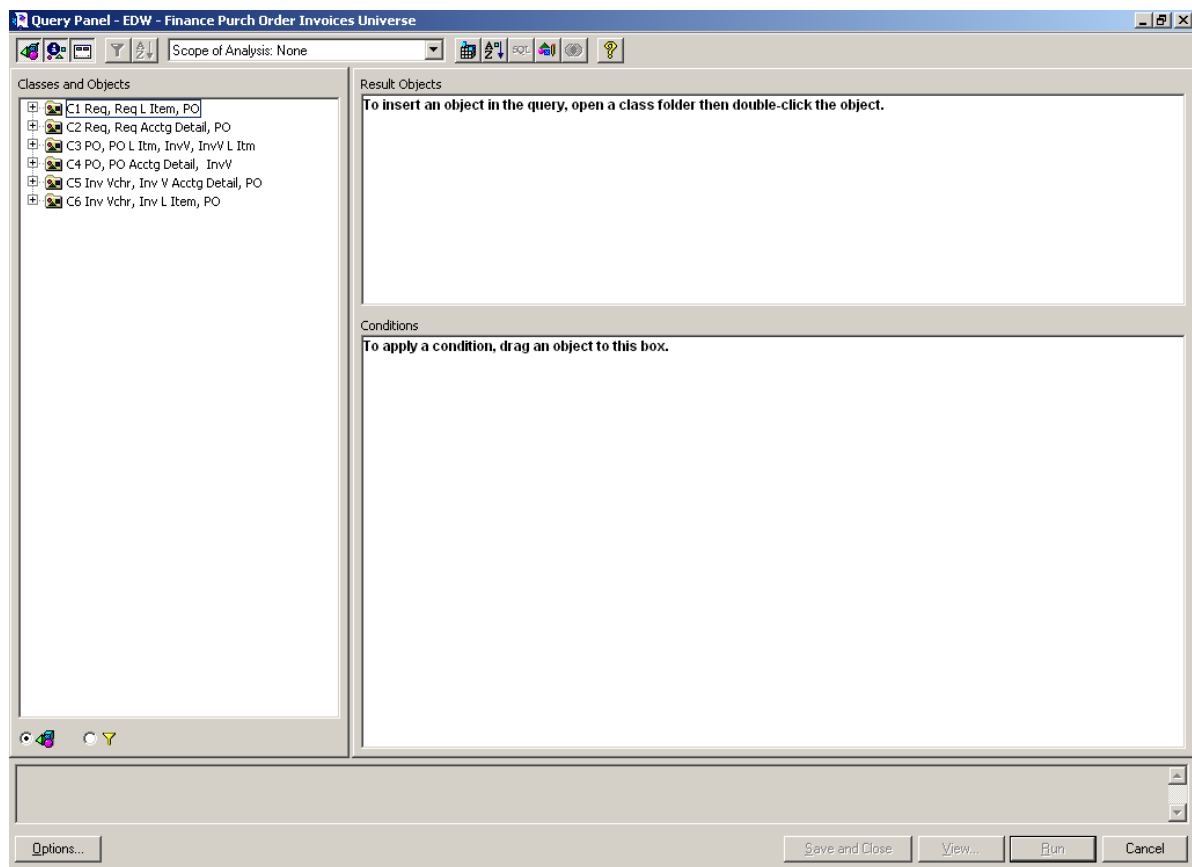 Query Panel - EDW - Finance Purch Order Invoices Universe
Scope of Analysis: None
SQL
Classes and Objects
C1 Req, Req L Item, PO
C2 Req, Req Acctg Detail, PO
C3 PO, PO L Itm, InvV, InvV L Itm
C4 PO, PO Acctg Detail, InvV
C5 Inv Vchr, Inv V Acctg Detail, PO
C6 Inv Vchr, Inv L Item, PO
Result Objects
To insert an object in the query, open a class folder then double-click the object.
Conditions
To apply a condition, drag an object to this box.
Options...
Save and Close
View...
Run
Cancel